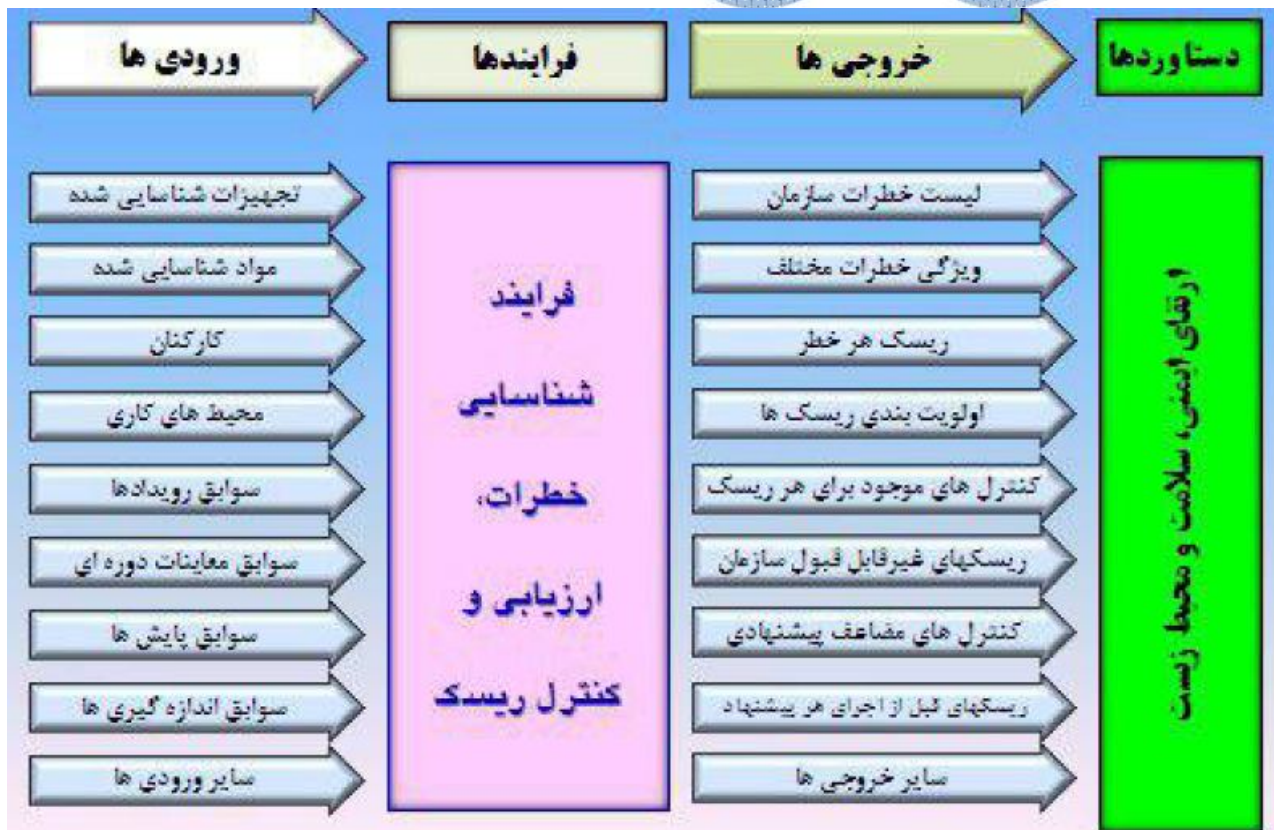 ورودی ها
فرایندها
خروجی ها
دستاوردها
تجهیزات شناسایی شده
مواد شناسایی شده
کارکنان
محیط های کاری
سوابق رویدادها
سوابق معاینات دوره ای
سوابق پایش ها
سوابق اندازه گیری ها
سایر ورودی ها
فرایند
شناسایی
خطرات،
ارزیابی و
کنترل ریسک
لیست خطرات سازمان
ویژگی خطرات مختلف
ریسک هر خطر
اولویت بندی ریسک ها
کنترل های موجود برای هر ریسک
ریسکهای غیرقابل قبول سازمان
کنترل های مضاعف پیشنهادی
ریسکهای قبل از اجرای هر پیشنهاد
سایر خروجی ها
ارتقای ایمنی، سلامت و محیط زیست